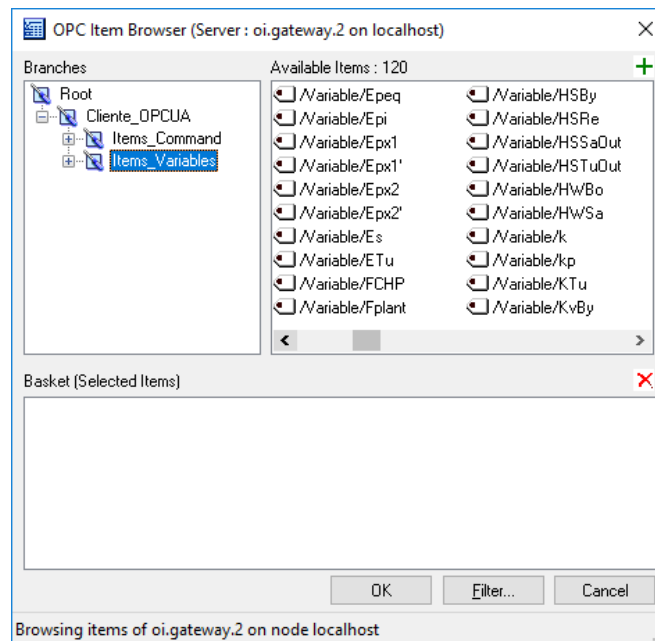 OPC Item Browser (Server : oi.gateway.2 on localhost)
Branches
Available Items : 120
Root
Cliente_OPCUA
Items_Command
Items_Variables
/Variable/Epeq
/Variable/Epi
/Variable/Epx1
/Variable/Epx1'
/Variable/Epx2
/Variable/Epx2'
/Variable/Es
/Variable/ETu
/Variable/FCHP
/Variable/Fplant
/Variable/HSBy
/Variable/HSRe
/Variable/HSSaOut
/Variable/HSTuOut
/Variable/HWBo
/Variable/HWSa
/Variable/k
/Variable/kp
/Variable/KTu
/Variable/KvBy
Basket (Selected Items)
OK
Filter...
Cancel
Browsing items of oi.gateway.2 on node localhost